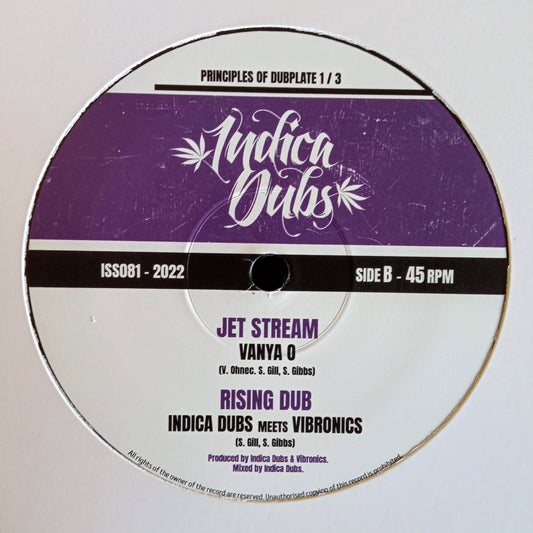 PRINCIPLES OF DUBPLATE 1 / 3
Indica
Dubs
ISS081 - 2022
SIDE B - 45 RPM
JET STREAM
VANYA O
(V. Ohnec. S. Gill, S. Gibbs)
RISING DUB
INDICA DUBS MEETS VIBRONICS
(S. Gill, S. Gibbs)
Produced by Indica Dubs & Vibronics.
Mixed by Indica Dubs.
All rights of the owner of the record are reserved. Unauthorised copying of this record is prohibited.